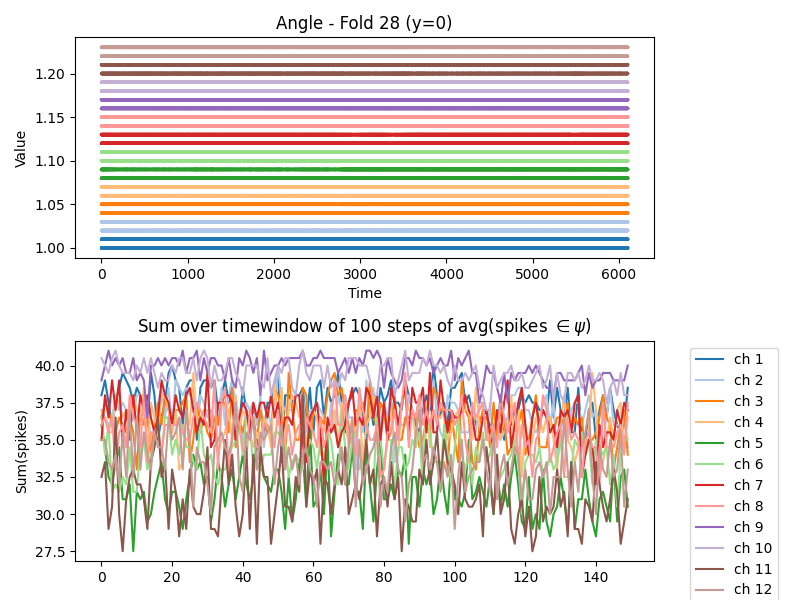 Angle - Fold 28 (y=0)
1.20
1.15
1.10
1.05
1.00
Value
0 1000 2000 3000 4000 5000 6000
Time
Sum over timewindow of 100 steps of avg(spikes ∈ ψ)
40.0
37.5
35.0
32.5
30.0
27.5
Sum(spikes)
0 20 40 60 80 100 120 140
ch 1
ch 2
ch 3
ch 4
ch 5
ch 6
ch 7
ch 8
ch 9
ch 10
ch 11
ch 12